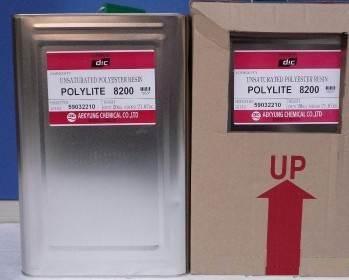 dic
UNSATURATED POLYESTER RESIN
POLYLITE 8200
59032210
AEKYUNG CHEMICAL CO.,LTD
dic
UNSATURATED POLYESTER RESIN
POLYLITE 8200
59032210
AEKYUNG CHEMICAL CO.,LTD
UP